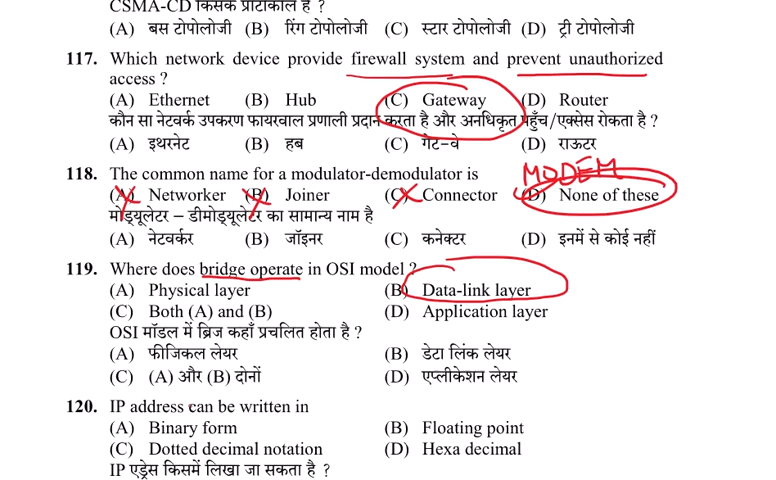 CSMA-CD किसके प्रोटोकॉल है ?
(A) बस टोपोलोजी (B) रिंग टोपोलोजी (C) स्टार टोपोलोजी (D) ट्री टोपोलोजी
117. Which network device provide firewall system and prevent unauthorized
access ?
(A) Ethernet (B) Hub (C) Gateway (D) Router
कौन सा नेटवर्क उपकरण फायरवाल प्रणाली प्रदान करता है और अनधिकृत पहुँच/एक्सेस रोकता है ?
(A) इथरनेट (B) हब (C) गेट-वे (D) राऊटर
118. The common name for a modulator-demodulator is
MODEM
(A) Networker (B) Joiner (C) Connector (D) None of these
मोड्यूलेटर – डीमोड्यूलेटर का सामान्य नाम है
(A) नेटवर्कर (B) जॉइनर (C) कनेक्टर (D) इनमें से कोई नहीं
119. Where does bridge operate in OSI model ?
(A) Physical layer (B) Data-link layer
(C) Both (A) and (B) (D) Application layer
OSI मॉडल में ब्रिज कहाँ प्रचलित होता है ?
(A) फीजिकल लेयर (B) डेटा लिंक लेयर
(C) (A) और (B) दोनों (D) एप्लीकेशन लेयर
120. IP address can be written in
(A) Binary form (B) Floating point
(C) Dotted decimal notation (D) Hexa decimal
IP एड्रेस किसमें लिखा जा सकता है ?